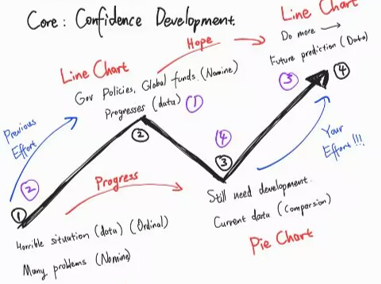 Core : Confidence Development.
Line Chart
Do more →
Future prediction (Data)
Hope
Line Chart
Gov Policies, Global funds. (Nomine)
Progresses (data) ①
Previous
Effort
②
③
④
②
④
③
Your
Effort!!!
Progress
①
Still need development.
Current data (Comparsion)
Pie Chart
Horrible situation (data) (Ordinal)
Many problems (Nomine)